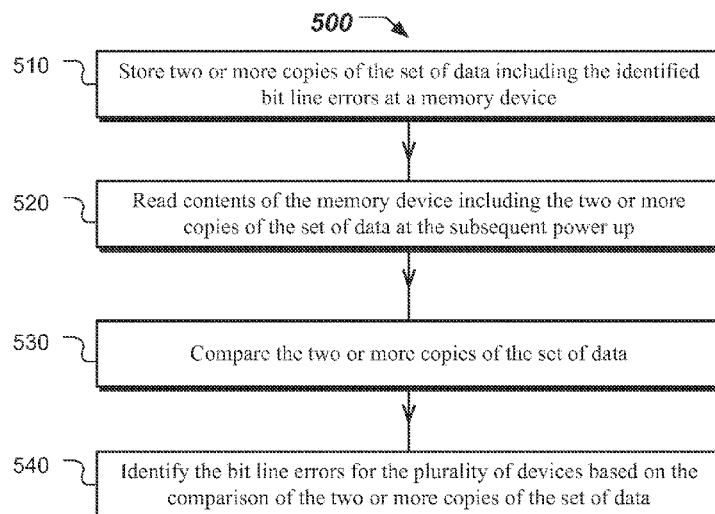 500
510
Store two or more copies of the set of data including the identified
bit line errors at a memory device
520
Read contents of the memory device including the two or more
copies of the set of data at the subsequent power up
530
Compare the two or more copies of the set of data
540
Identify the bit line errors for the plurality of devices based on the
comparison of the two or more copies of the set of data